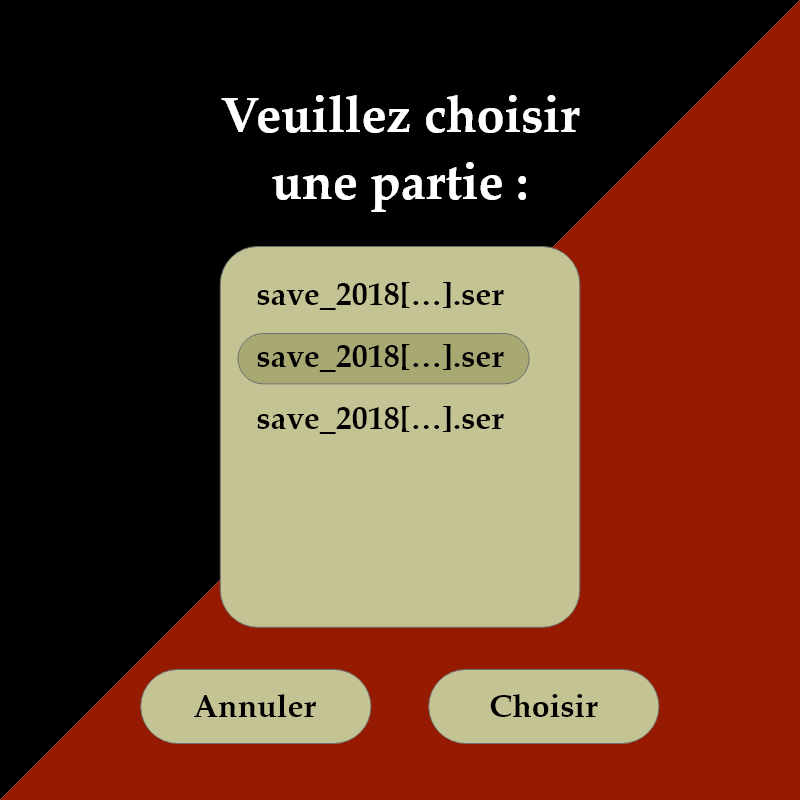 Veuillez choisir
une partie :
save_2018[...].ser
save_2018[...].ser
save_2018[...].ser
Annuler
Choisir